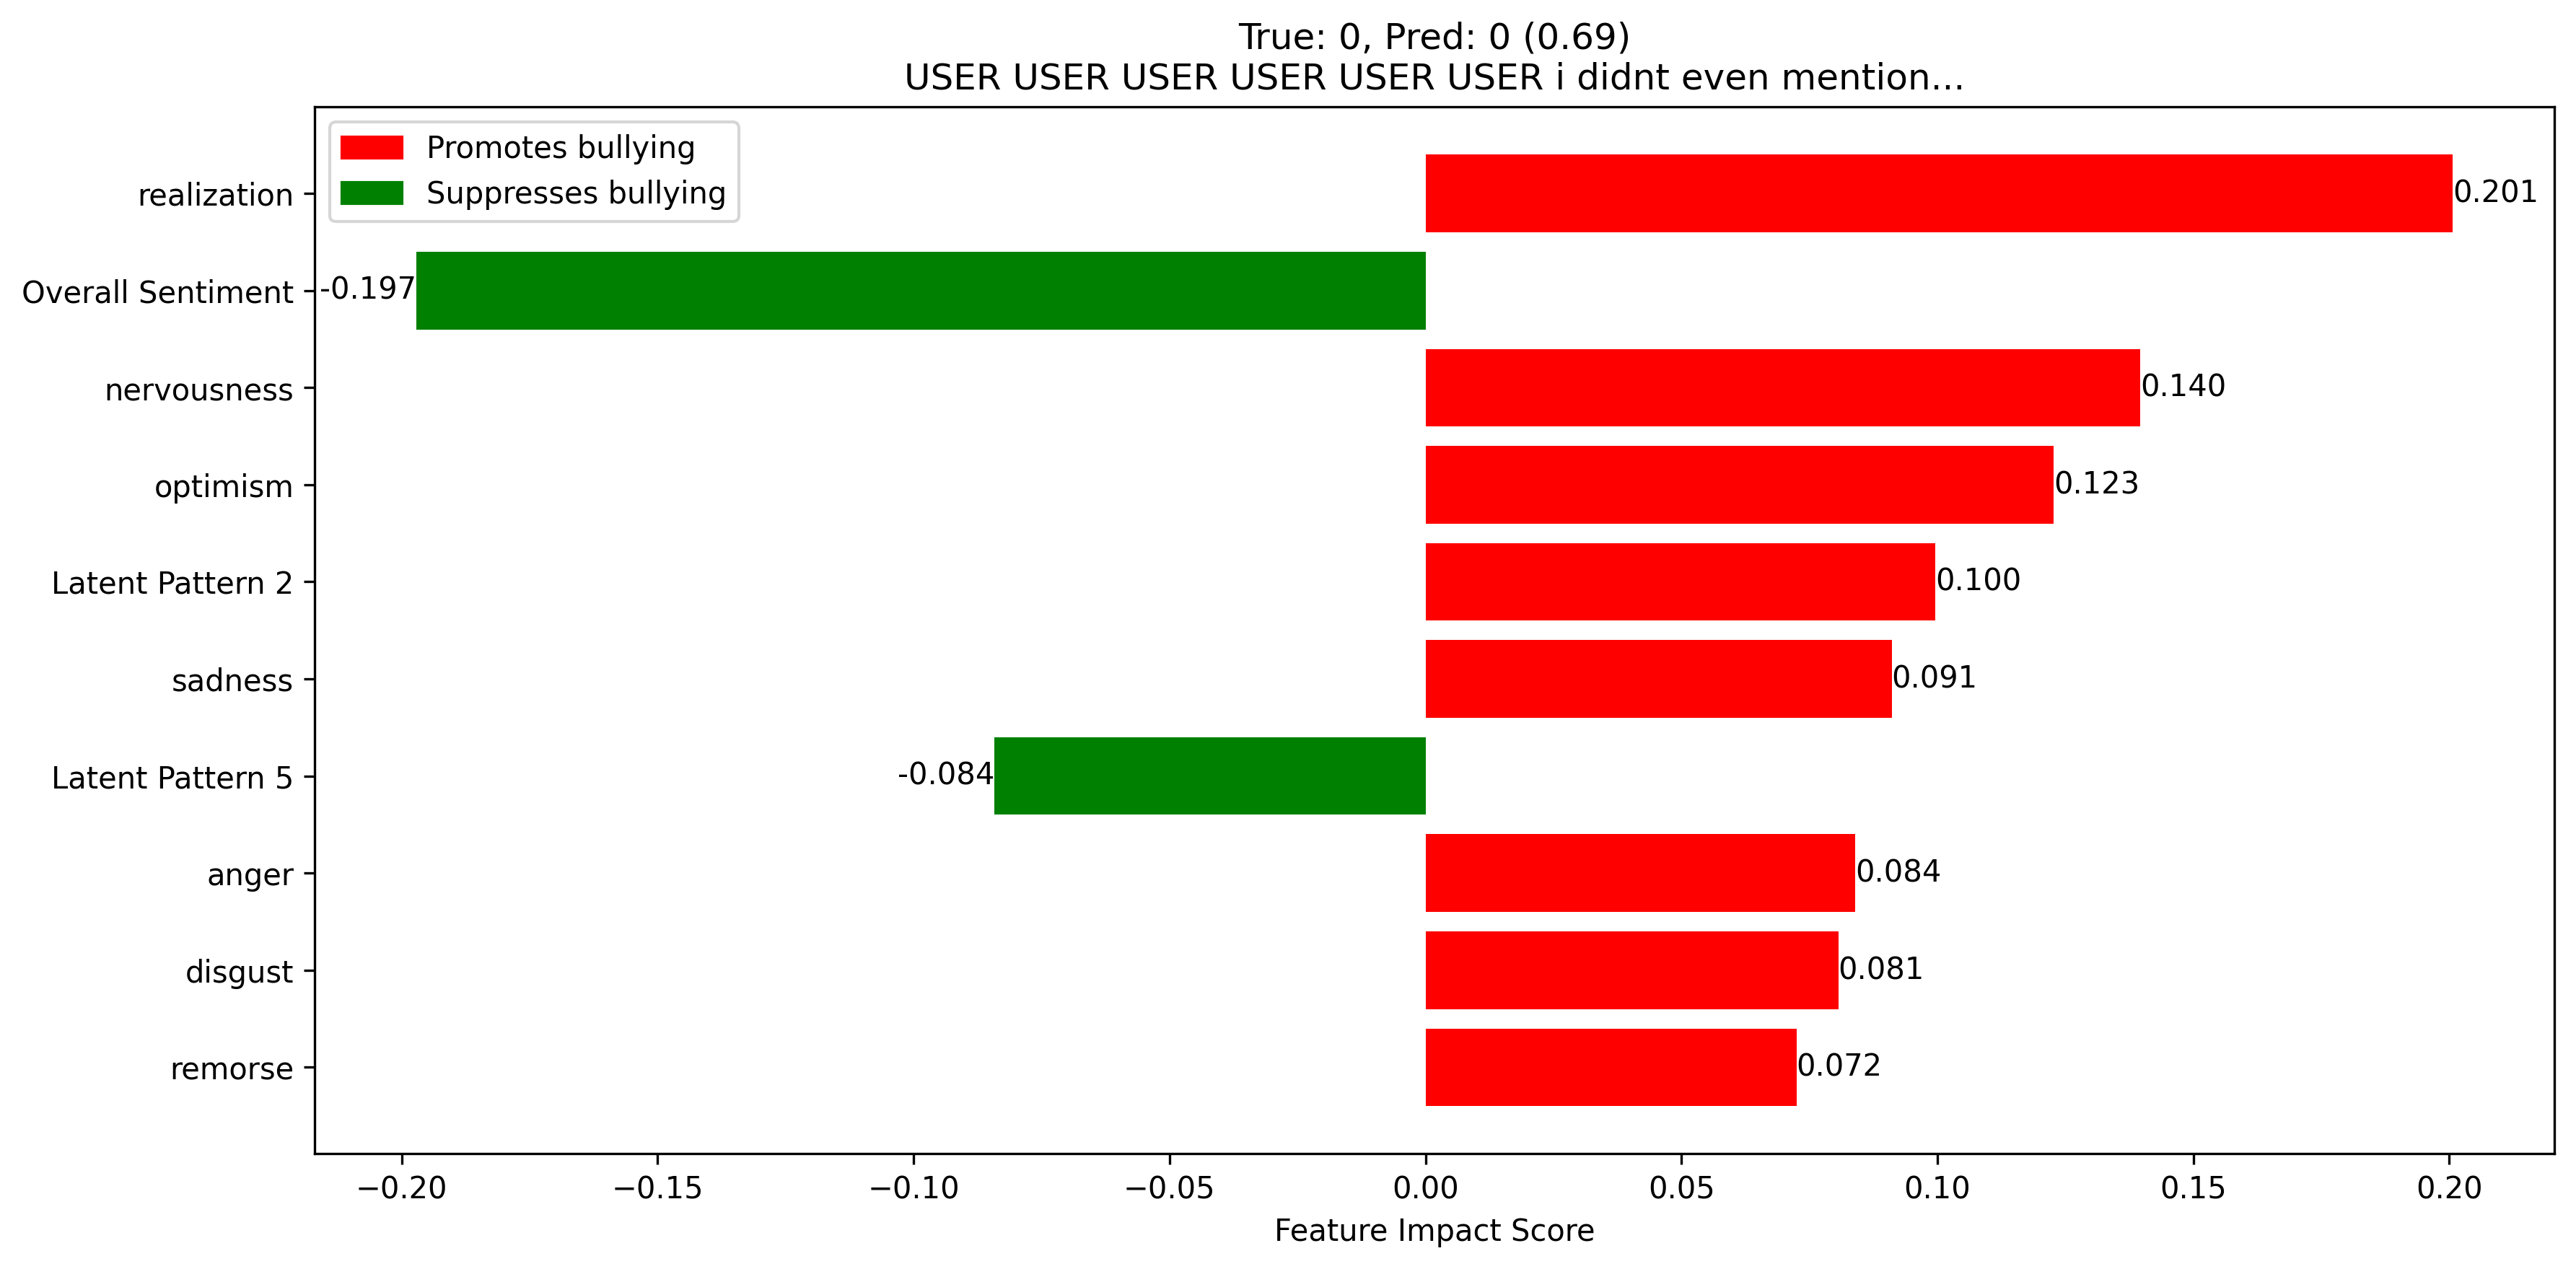 True: 0, Pred: 0 (0.69)
USER USER USER USER USER USER i didnt even mention...
Promotes bullying
Suppresses bullying
realization
0.201
Overall Sentiment
-0.197
nervousness
0.140
optimism
0.123
Latent Pattern 2
0.100
sadness
0.091
Latent Pattern 5
-0.084
anger
0.084
disgust
0.081
remorse
0.072
−0.20 −0.15 −0.10 −0.05 0.00 0.05 0.10 0.15 0.20
Feature Impact Score